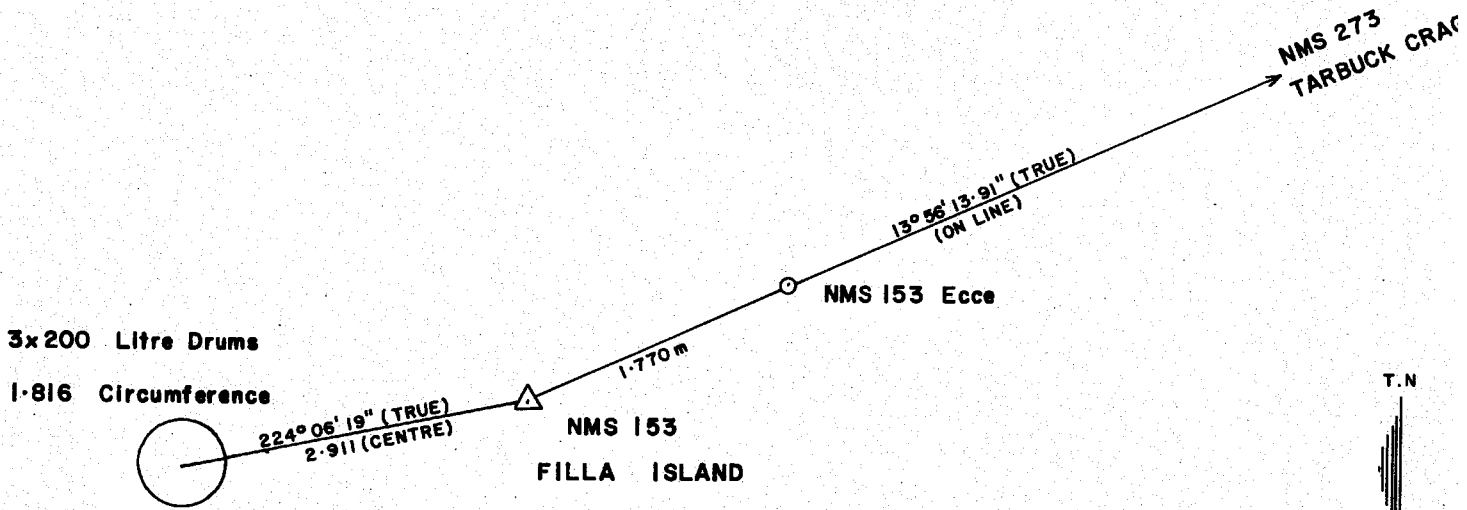 NMS 273
TARBUCK CRAG
13° 56' 13·91" (TRUE)
(ON LINE)
NMS 153 Ecce
3x200 Litre Drums
1·770 m
1·816 Circumference
T.N
224° 06' 19" (TRUE)
2·911 (CENTRE)
NMS 153
FILLA ISLAND